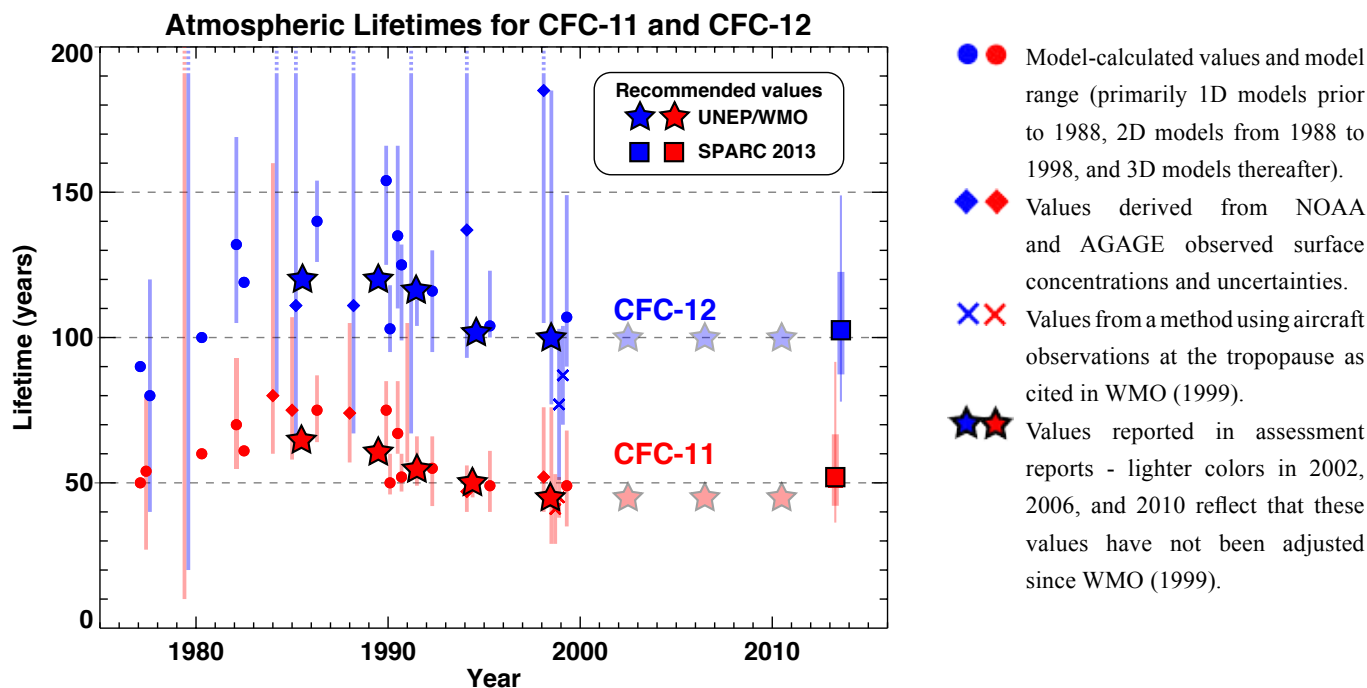 Atmospheric Lifetimes for CFC-11 and CFC-12
200
150
100
50
0
Lifetime (years)
Recommended values
UNEP/WMO
SPARC 2013
CFC-12
CFC-11
1980
1990
2000
2010
Year
Model-calculated values and model
range (primarily 1D models prior
to 1988, 2D models from 1988 to
1998, and 3D models thereafter).
Values derived from NOAA
and AGAGE observed surface
concentrations and uncertainties.
Values from a method using aircraft
observations at the tropopause as
cited in WMO (1999).
Values reported in assessment
reports - lighter colors in 2002,
2006, and 2010 reflect that these
values have not been adjusted
since WMO (1999).